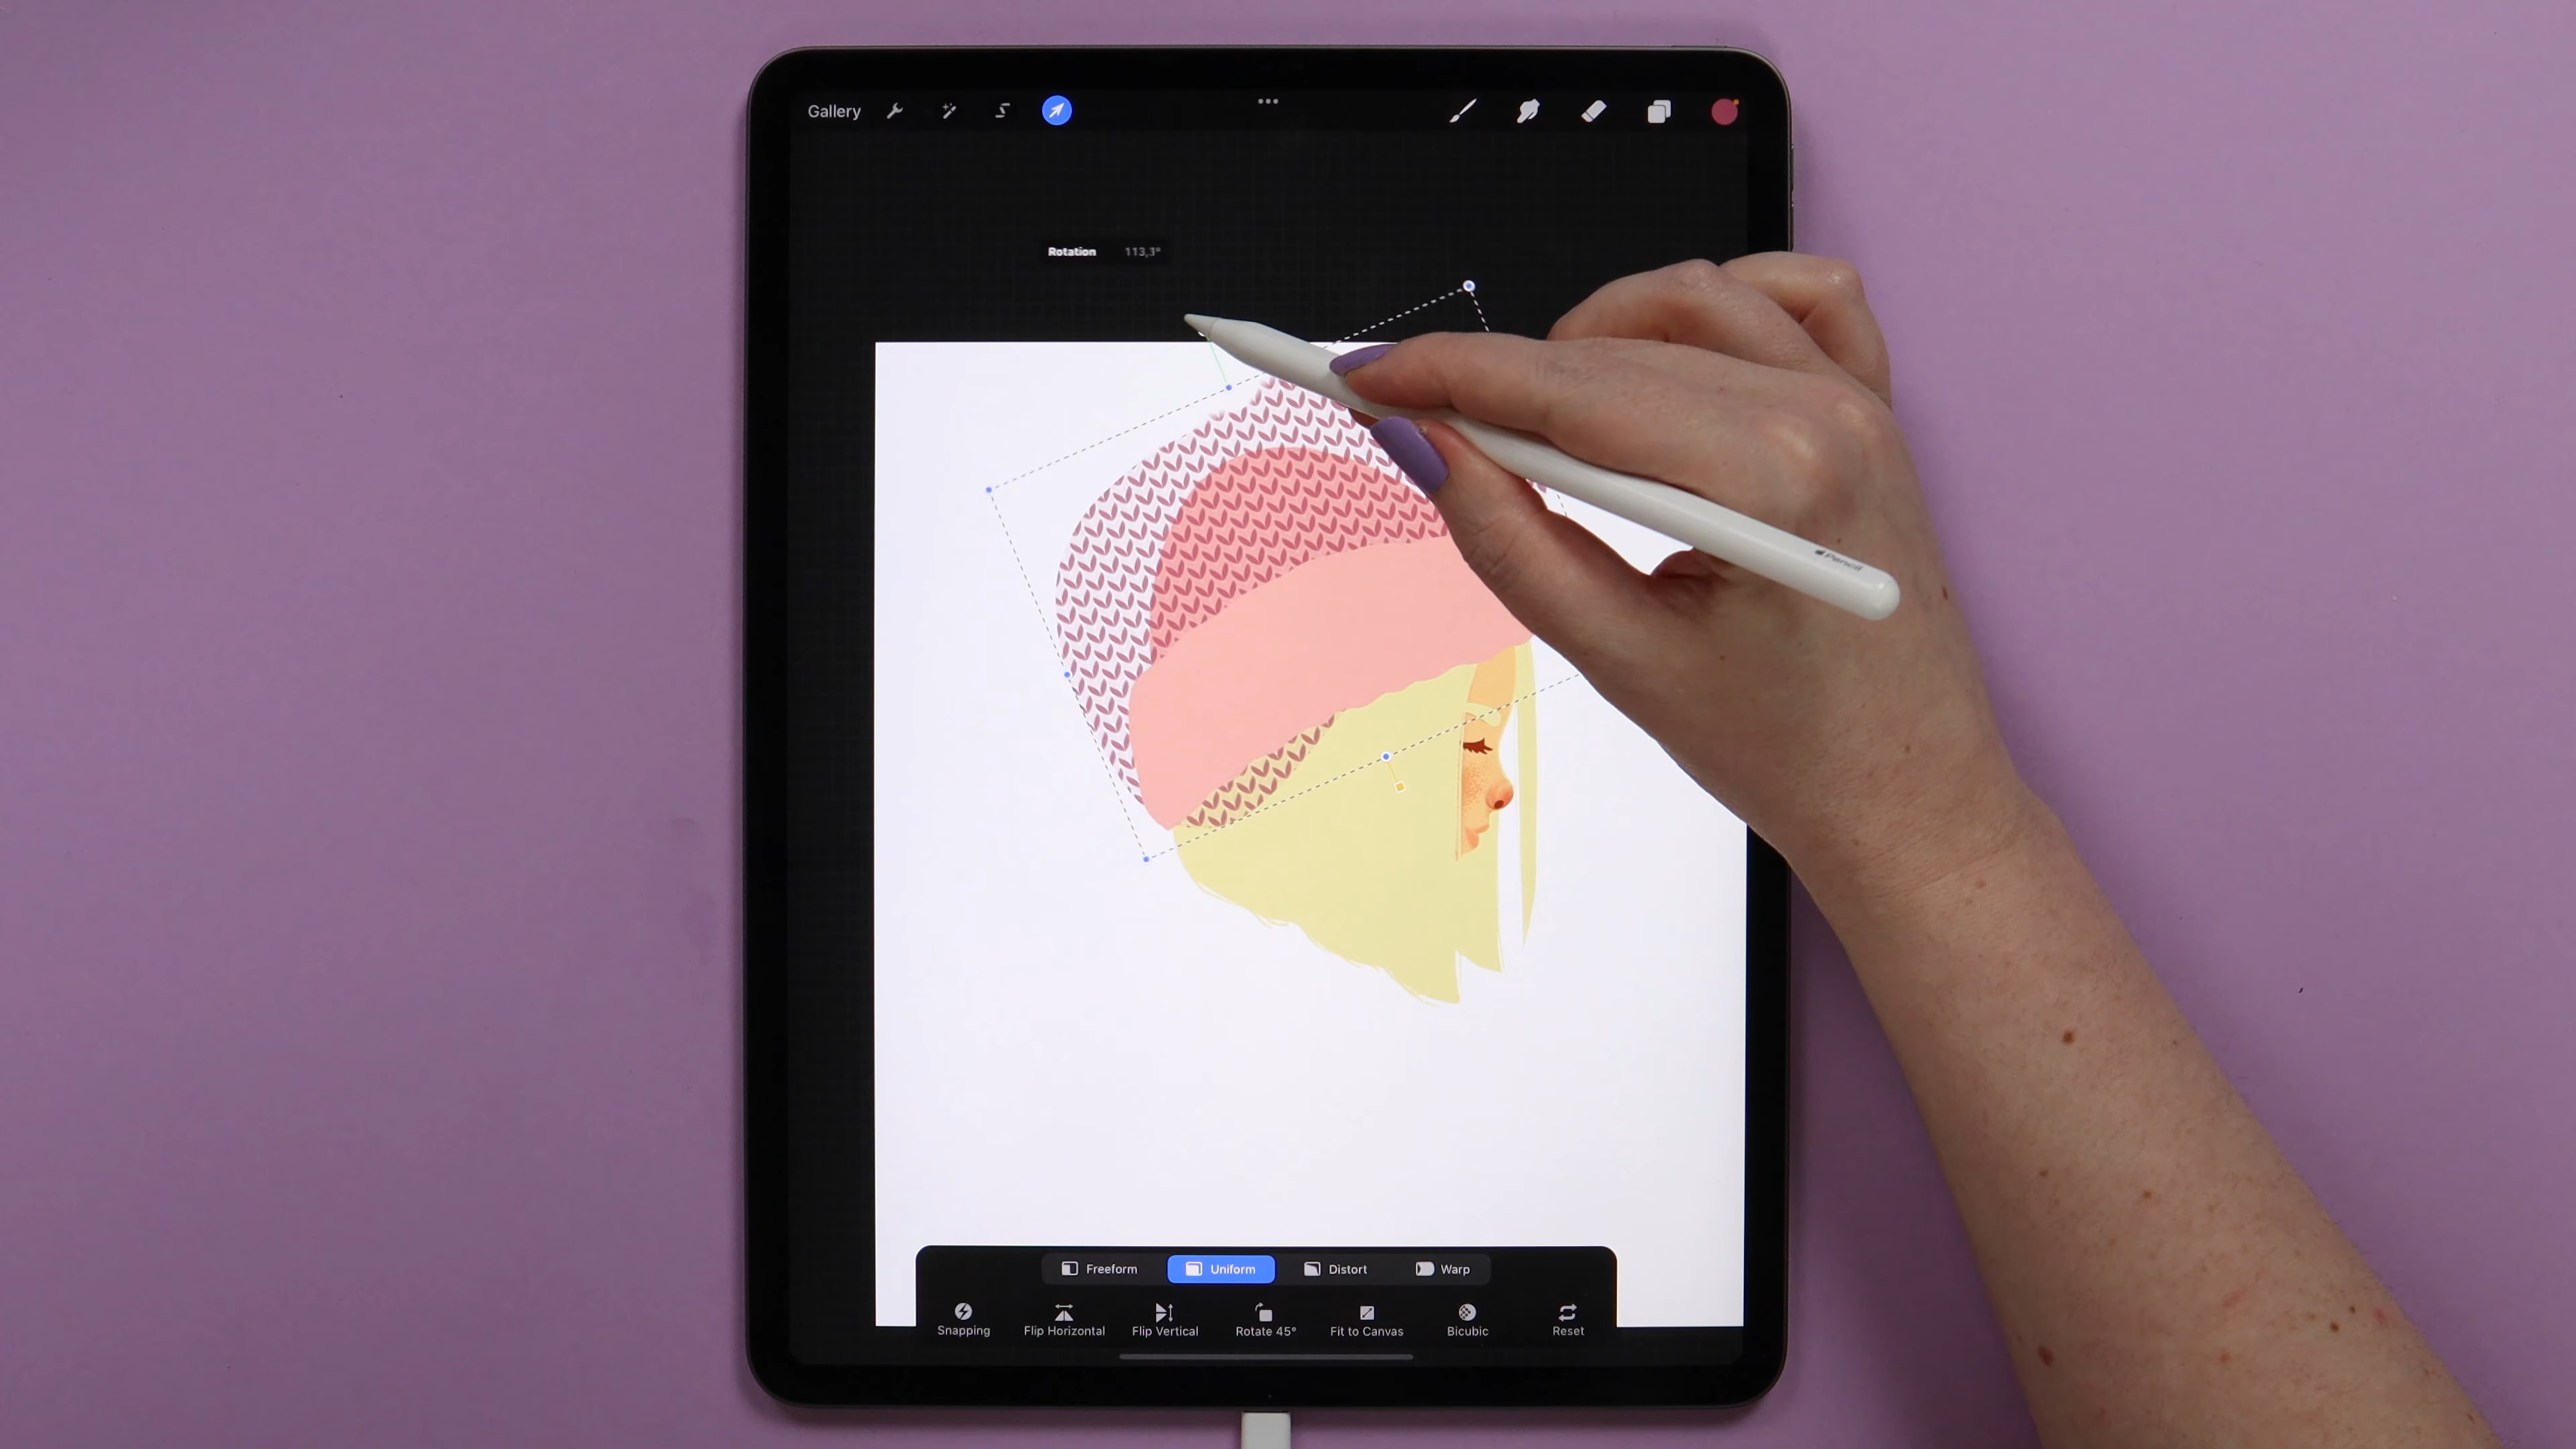 Gallery
Rotation 113,3°
Pencil
Freeform Uniform Distort Warp
Snapping Flip Horizontal Flip Vertical Rotate 45° Fit to Canvas Bicubic Reset